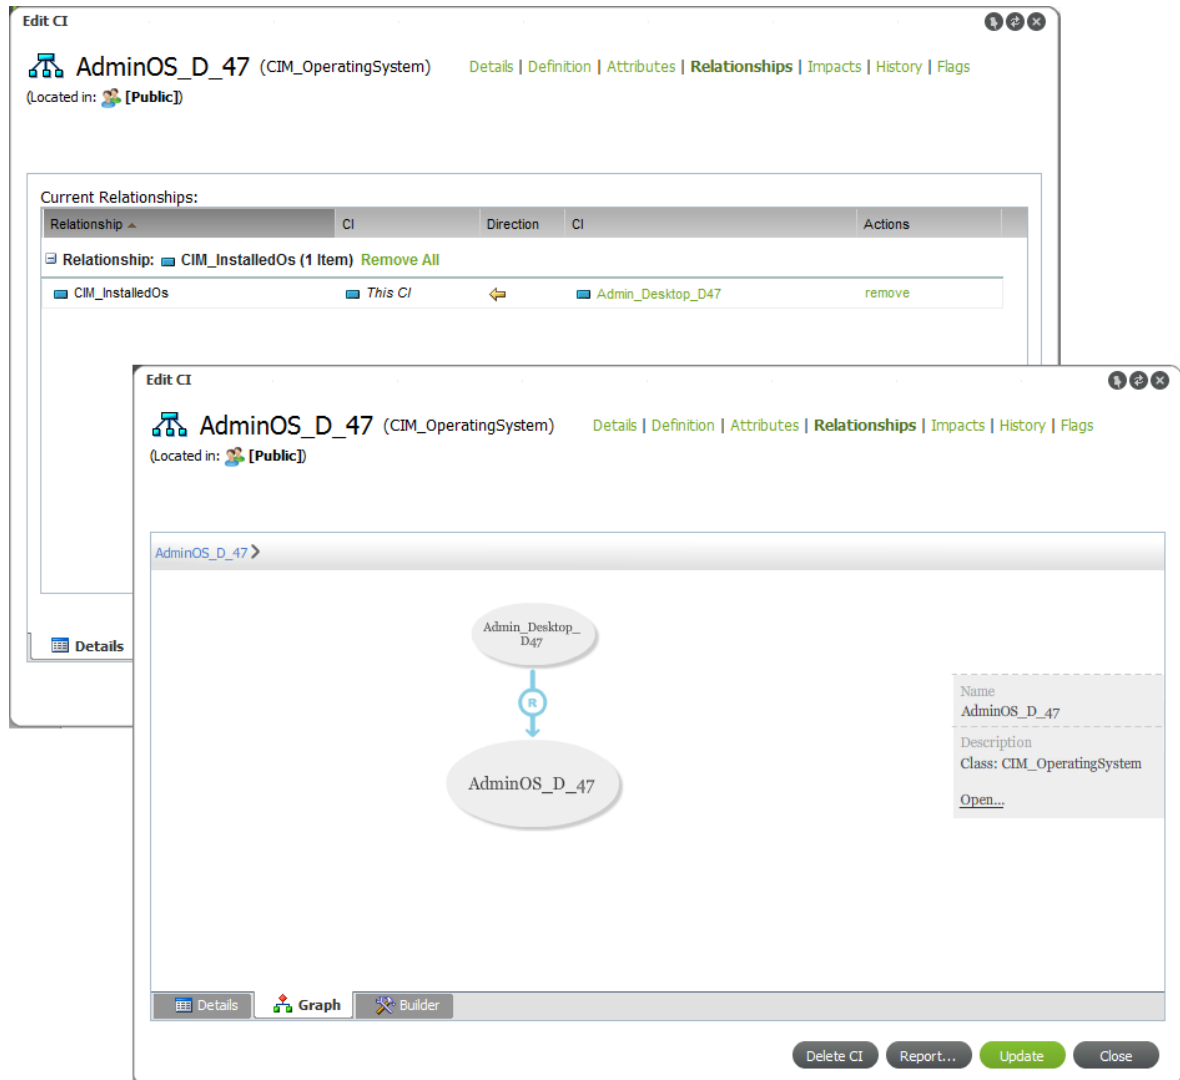 Edit CI
AdminOS_D_47 (CIM_OperatingSystem) Details | Definition | Attributes | Relationships | Impacts | History | Flags
(Located in: [Public])
Current Relationships:
Relationship CI Direction CI Actions
Relationship: CIM_InstalledOs (1 Item) Remove All
CIM_InstalledOs This CI Admin_Desktop_D47 remove
Details
Edit CI
AdminOS_D_47 (CIM_OperatingSystem) Details | Definition | Attributes | Relationships | Impacts | History | Flags
(Located in: [Public])
AdminOS_D_47
Admin_Desktop_
D47
R
AdminOS_D_47
Name
AdminOS_D_47
Description
Class: CIM_OperatingSystem
Open...
Details Graph Builder
Delete CI Report... Update Close